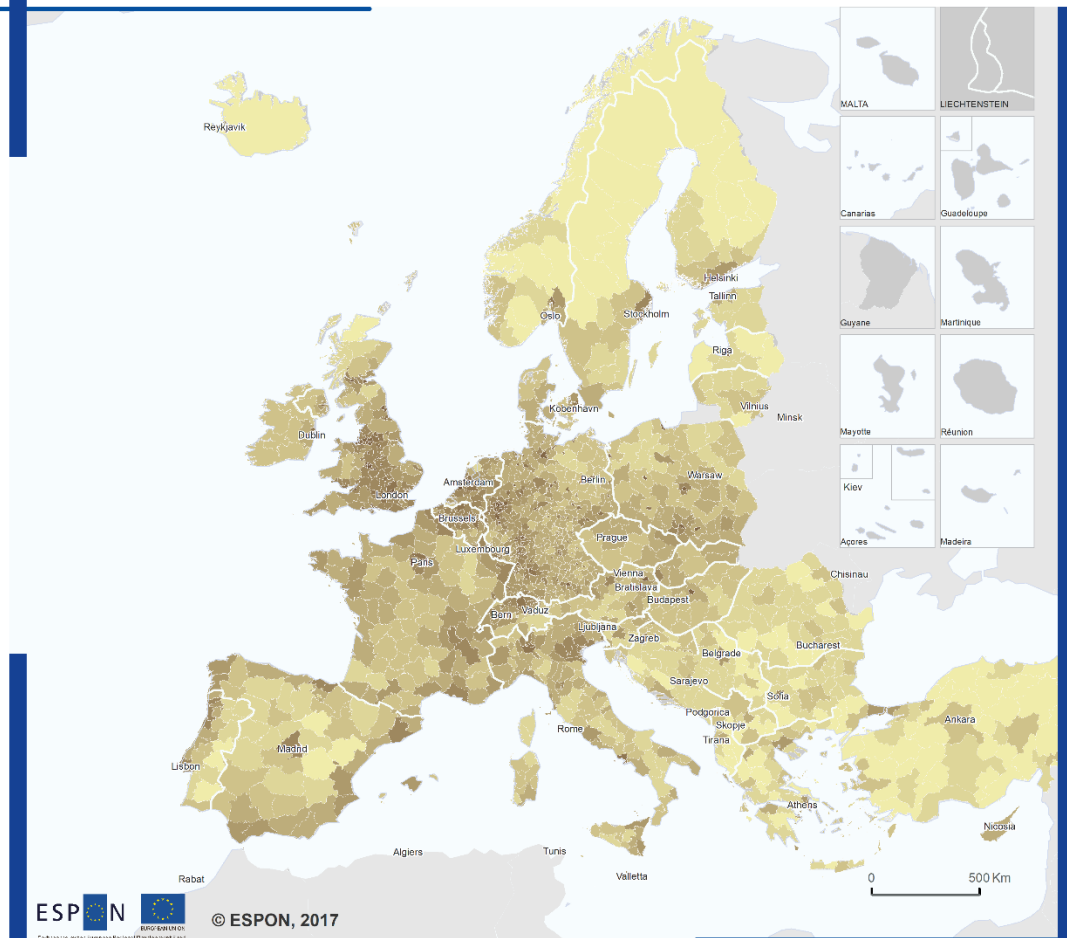 MALTA
LIECHTENSTEIN
Reykjavik
Canarias
Guadeloupe
Helsinki
Tallinn
Oslo
Stockholm
Guyane
Martinique
Riga
Kobenhavn
Vilnius
Minsk
Mayotte
Réunion
Dublin
Amsterdam
Berlin
Warsaw
London
Brussels
Kiev
Prague
Açores
Madeira
Luxembourg
Paris
Vienna
Bratislava
Chisinau
Budapest
Bern
Vaduz
Ljubljana
Zagreb
Bucharest
Belgrade
Sarajevo
Sofia
Podgorica
Skopje
Rome
Ankara
Tirana
Madrid
Lisbon
Athens
Nicosia
Algiers
Tunis
Valletta
Rabat
0 500 Km
ESPON
EUROPEAN UNION
© ESPON, 2017